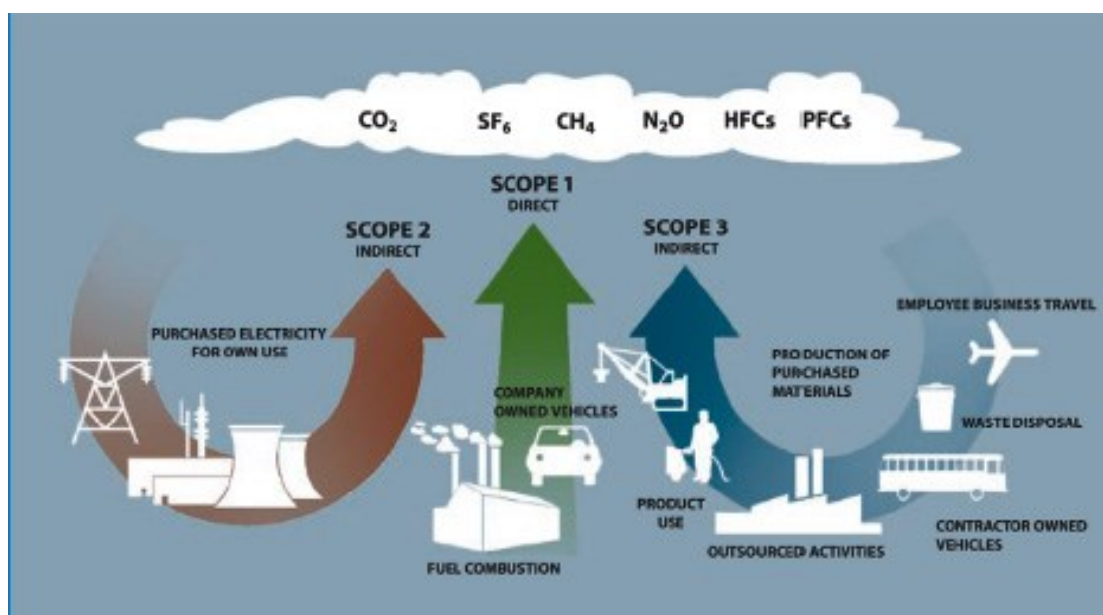 CO₂ SF₆ CH₄ N₂O HFCs PFCs
SCOPE 1
DIRECT
SCOPE 2
INDIRECT
SCOPE 3
INDIRECT
PURCHASED ELECTRICITY
FOR OWN USE
COMPANY
OWNED VEHICLES
FUEL COMBUSTION
EMPLOYEE BUSINESS TRAVEL
PRODUCTION OF
PURCHASED
MATERIALS
WASTE DISPOSAL
PRODUCT
USE
OUTSOURCED ACTIVITIES
CONTRACTOR OWNED
VEHICLES